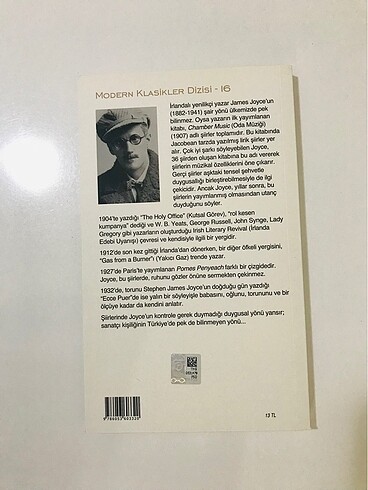 MODERN KLASİKLER DİZİSİ - 16
İrlandalı yenilikçi yazar James Joyce'un
(1882-1941) şair yönü ülkemizde pek
bilinmez. Oysa yazarın ilk yayımlanan
kitabı, Chamber Music (Oda Müziği)
(1907) adlı şiirler toplamıdır. Bu kitabında
Jacobean tarzda yazılmış lirik şiirler yer
alır. Çok iyi şarkı söyleyebilen Joyce,
36 şiirden oluşan kitabına bu adı vererek
şiirlerin müzikal özelliklerini öne çıkarır.
Gerçi şiirler aşktaki tensel şehvetle
duygusallığı birleştirebilmesiyle de ilgi
çekicidir. Ancak Joyce, yıllar sonra, bu
şiirlerin yayımlanmış olmasından utanç
duyduğunu söyler.
1904'te yazdığı "The Holy Office" (Kutsal Görev), "rol kesen
kumpanya" dediği ve W. B. Yeats, George Russell, John Synge, Lady
Gregory gibi yazarların oluşturduğu Irish Literary Revival (İrlanda
Edebi Uyanışı) çevresi ve kendisiyle ilgili bir yergidir.
1912'de son kez gittiği İrlanda'dan dönerken, bir diğer öfkeli yergisini,
"Gas from a Burner"ı (Yakıcı Gaz) trende yazar.
1927'de Paris'te yayımlanan Pomes Penyeach farklı bir çizgidedir.
Joyce, bu şiirlerde, ruhunu gözler önüne sermekten çekinmez.
1932'de, torunu Stephen James Joyce'un doğduğu gün yazdığı
"Ecce Puer"de ise yalın bir söyleyişle babasını, oğlunu, torununu ve bir
ölçüye kadar da kendini anlatır.
Şiirlerinde Joyce'un kontrole gerek duymadığı duygusal yönü yansır;
sanatçı kişiliğinin Türkiye'de pek de bilinmeyen yönü...
13 TL